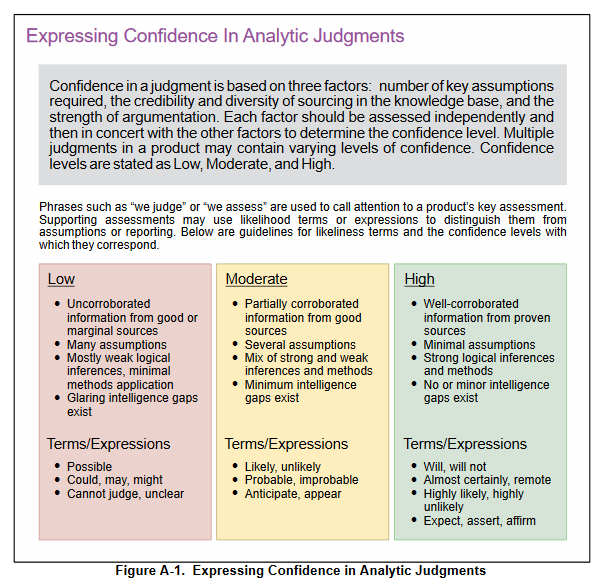 Expressing Confidence In Analytic Judgments
Confidence in a judgment is based on three factors:  number of key assumptions
required, the credibility and diversity of sourcing in the knowledge base, and the
strength of argumentation. Each factor should be assessed independently and
then in concert with the other factors to determine the confidence level. Multiple
judgments in a product may contain varying levels of confidence. Confidence
levels are stated as Low, Moderate, and High.
Phrases such as “we judge” or “we assess” are used to call attention to a product’s key assessment.
Supporting assessments may use likelihood terms or expressions to distinguish them from
assumptions or reporting. Below are guidelines for likeliness terms and the confidence levels with
which they correspond.
Low
• Uncorroborated
information from good or
marginal sources
• Many assumptions
• Mostly weak logical
inferences, minimal
methods application
• Glaring intelligence gaps
exist
Terms/Expressions
• Possible
• Could, may, might
• Cannot judge, unclear
Moderate
• Partially corroborated
information from good
sources
• Several assumptions
• Mix of strong and weak
inferences and methods
• Minimum intelligence
gaps exist
Terms/Expressions
• Likely, unlikely
• Probable, improbable
• Anticipate, appear
High
• Well-corroborated
information from proven
sources
• Minimal assumptions
• Strong logical inferences
and methods
• No or minor intelligence
gaps exist
Terms/Expressions
• Will, will not
• Almost certainly, remote
• Highly likely, highly
unlikely
• Expect, assert, affirm
Figure A-1.  Expressing Confidence in Analytic Judgments